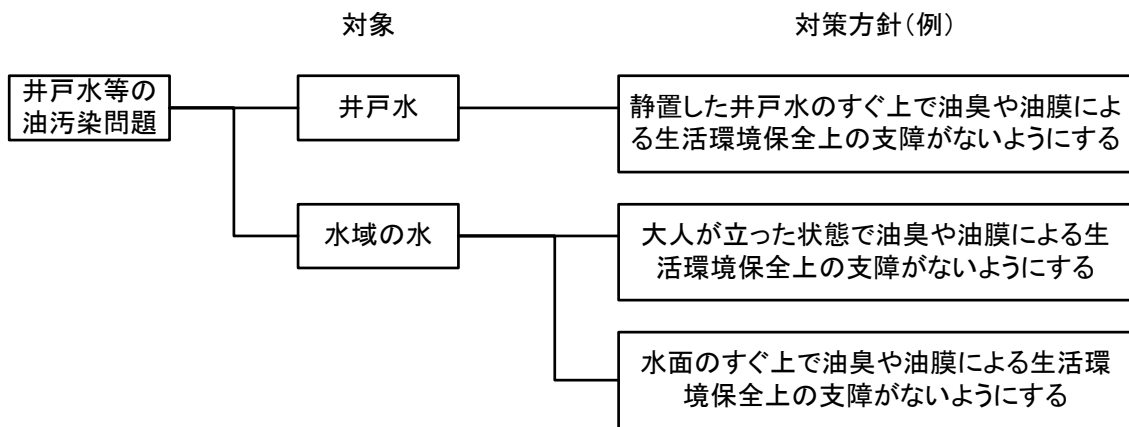 対象
対策方針（例）
井戸水等の
油汚染問題
井戸水
静置した井戸水のすぐ上で油臭や油膜によ
る生活環境保全上の支障がないようにする
水域の水
大人が立った状態で油臭や油膜による生
活環境保全上の支障がないようにする
水面のすぐ上で油臭や油膜による生活環
境保全上の支障がないようにする